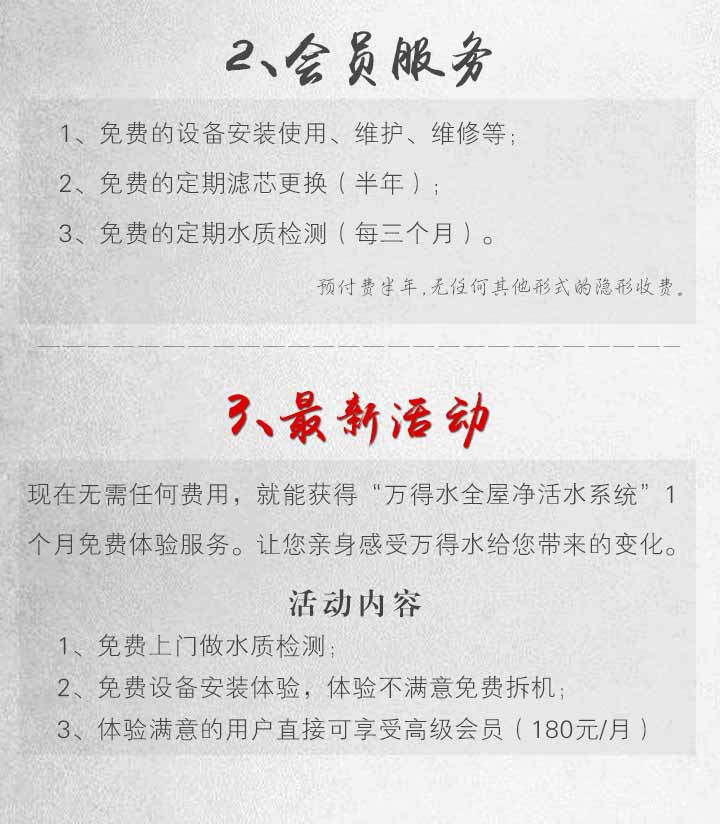 2、会员服务
1、免费的设备安装使用、维护、维修等；
2、免费的定期滤芯更换（半年）；
3、免费的定期水质检测（每三个月）。
预付费半年,无任何其他形式的隐形收费。
3、最新活动
现在无需任何费用，就能获得“万得水全屋净活水系统”1
个月免费体验服务。让您亲身感受万得水给您带来的变化。
活动内容
1、免费上门做水质检测；
2、免费设备安装体验，体验不满意免费拆机；
3、体验满意的用户直接可享受高级会员（180元/月）